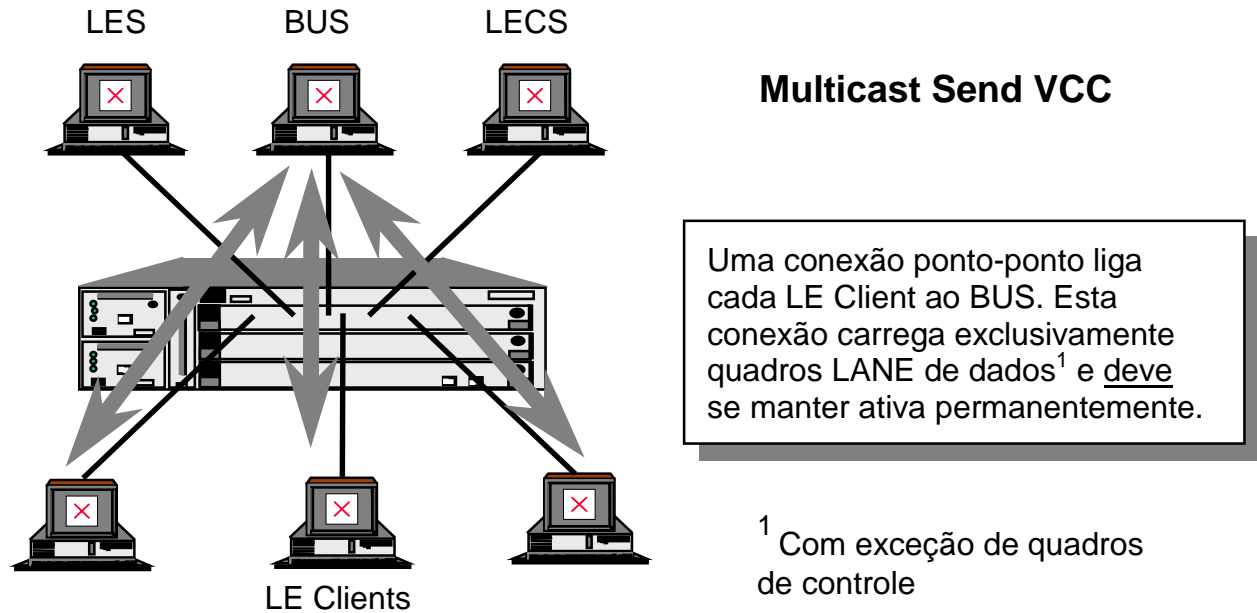 LES BUS LECS
Multicast Send VCC
Uma conexão ponto-ponto liga
cada LE Client ao BUS. Esta
conexão carrega exclusivamente
quadros LANE de dados¹ e deve
se manter ativa permanentemente.
¹ Com exceção de quadros
de controle
LE Clients